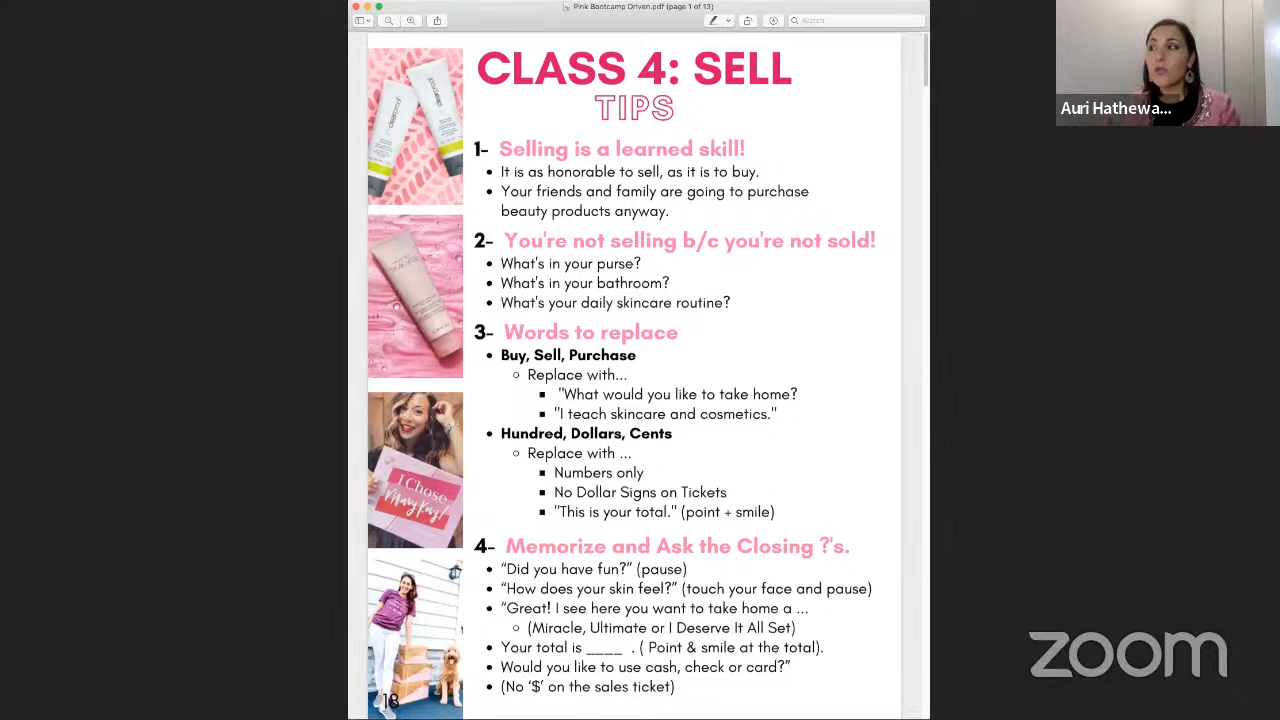 Pink Bootcamp Driven.pdf (page 1 of 13)
Search
CLASS 4: SELL
TIPS
1- Selling is a learned skill!
• It is as honorable to sell, as it is to buy.
• Your friends and family are going to purchase
beauty products anyway.
2- You're not selling b/c you're not sold!
• What's in your purse?
• What's in your bathroom?
• What's your daily skincare routine?
3- Words to replace
• Buy, Sell, Purchase
○ Replace with...
▪ "What would you like to take home?
▪ "I teach skincare and cosmetics."
• Hundred, Dollars, Cents
○ Replace with ...
▪ Numbers only
▪ No Dollar Signs on Tickets
▪ "This is your total." (point + smile)
4- Memorize and Ask the Closing ?'s.
• “Did you have fun?” (pause)
• “How does your skin feel?” (touch your face and pause)
• “Great! I see here you want to take home a ...
○ (Miracle, Ultimate or I Deserve It All Set)
• Your total is ____ . ( Point & smile at the total).
• Would you like to use cash, check or card?”
• (No ‘$’ on the sales ticket)
18
clearproof
clearproof
I Chose
Mary Kay!
Auri Hathewa...
zoom